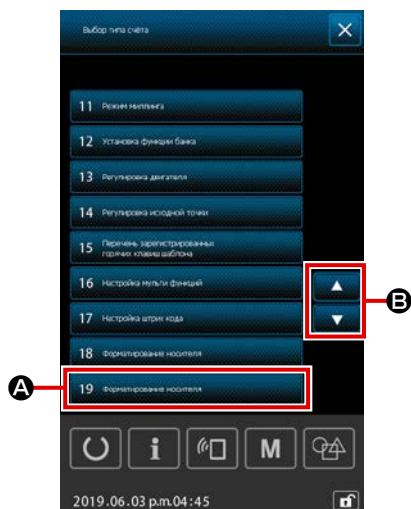 Выбор типа счёта
11 Режим миллинга
12 Установка функции банка
13 Регулировка двигателя
14 Регулировка исходной точки
15 Перечень зарегистрированных
горячих клавиш шаблона
16 Настройка мульти функций
17 Настройка штрих кода
18 Форматирование носителя
19 Форматирование носителя
A
B
i
M
2019.06.03 p.m.04:45